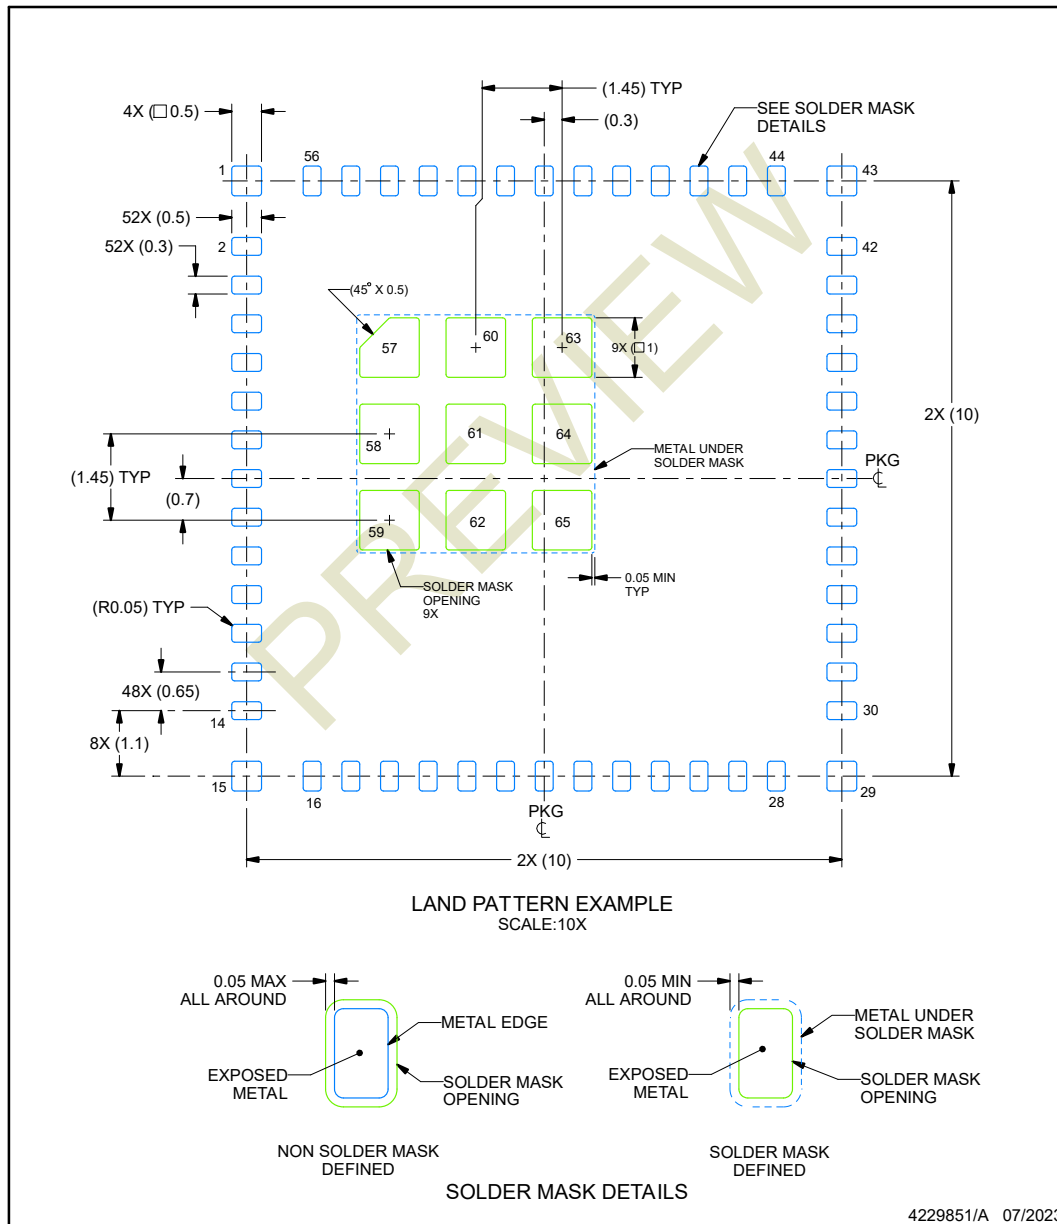 (1.45) TYP
4X (□ 0.5)
(0.3)
SEE SOLDER MASK
DETAILS
1
56
44
43
52X (0.5)
2
42
52X (0.3)
(45° X 0.5)
57
60
63
9X (□ 1)
2X (10)
58
61
64
METAL UNDER
SOLDER MASK
PKG
(1.45) TYP
(0.7)
59
62
65
SOLDER MASK
OPENING
9X
0.05 MIN
TYP
(R0.05) TYP
48X (0.65)
14
30
8X (1.1)
15
16
28
29
PKG
2X (10)
PREVIEW
LAND PATTERN EXAMPLE
SCALE:10X
0.05 MAX
ALL AROUND
METAL EDGE
EXPOSED
METAL
SOLDER MASK
OPENING
NON SOLDER MASK
DEFINED
0.05 MIN
ALL AROUND
METAL UNDER
SOLDER MASK
EXPOSED
METAL
SOLDER MASK
OPENING
SOLDER MASK
DEFINED
SOLDER MASK DETAILS
4229851/A 07/2023